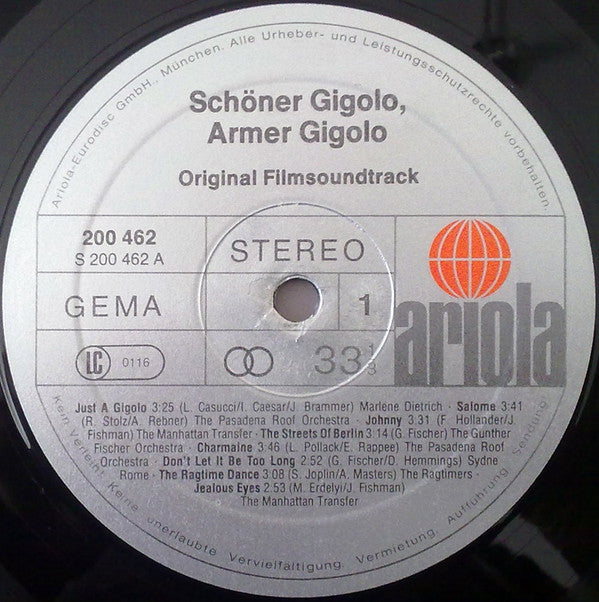 Ariola-Eurodisc GmbH., München. Alle Urheber- und Leistungsschutzrechte vorbehalten.
Schöner Gigolo,
Armer Gigolo
Original Filmsoundtrack
200 462
S 200 462 A
STEREO
GEMA
1
ariola
LC 0116
33 1/3
Just A Gigolo 3:25 (L. Casucci/I. Caesar/J. Brammer) Marlene Dietrich · Salome 3:41
(R. Stolz/A. Rebner) The Pasadena Roof Orchestra · Johnny 3.31 (F. Hollander/J.
Fishman) The Manhattan Transfer · The Streets Of Berlin 3:14 (G. Fischer) The Gunther
Fischer Orchestra · Charmaine 3:46 (L. Pollack/E. Rappee) The Pasadena Roof
Orchestra · Don't Let It Be Too Long 2:52 (G. Fischer/D. Hemmings) Sydne
Rome · The Ragtime Dance 3:08 (S. Joplin/A. Masters) The Ragtimers ·
Jealous Eyes 2.53 (M. Erdelyi/J. Fishman)
The Manhattan Transfer
Kein Verleih. Keine unerlaubte Vervielfältigung, Vermietung, Aufführung, Sendung